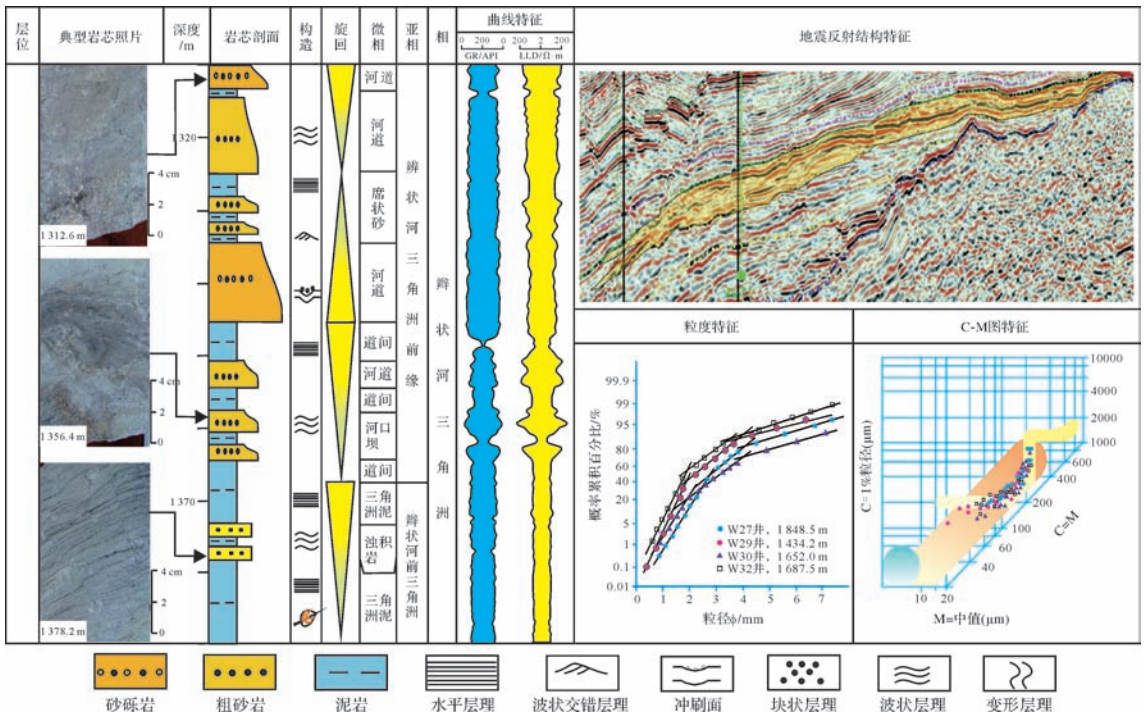 层位
典型岩芯照片
深度/m
岩芯剖面
构造
旋回
微相
亚相
相
曲线特征
0 200 0
GR/API
200 2 200
LLD/Ω·m
地震反射结构特征
4 cm
2
0
1 312.6 m
4 cm
2
0
1 356.4 m
4 cm
2
0
1 378.2 m
1 320
1 370
河道
河道
席状砂
河道
道间
河道
道间
河口坝
道间
三角洲泥
浊积岩
三角洲泥
辨状河三角洲前缘
辨状河前三角洲
辨状河三角洲
粒度特征
概率累积百分比/%
99.9
99
95
80
60
40
20
5
1
0.1
0.01
0 1 2 3 4 5 6 7
粒径ϕ/mm
W27井，1 848.5 m
W29井，1 434.2 m
W30井，1 652.0 m
W32井，1 687.5 m
C-M图特征
C=1%粒径(μm)
10000
4000
2000
1000
600
400
200
100
60
40
20
10
C=M
M=中值(μm)
砂砾岩
粗砂岩
泥岩
水平层理
波状交错层理
冲刷面
块状层理
波状层理
变形层理